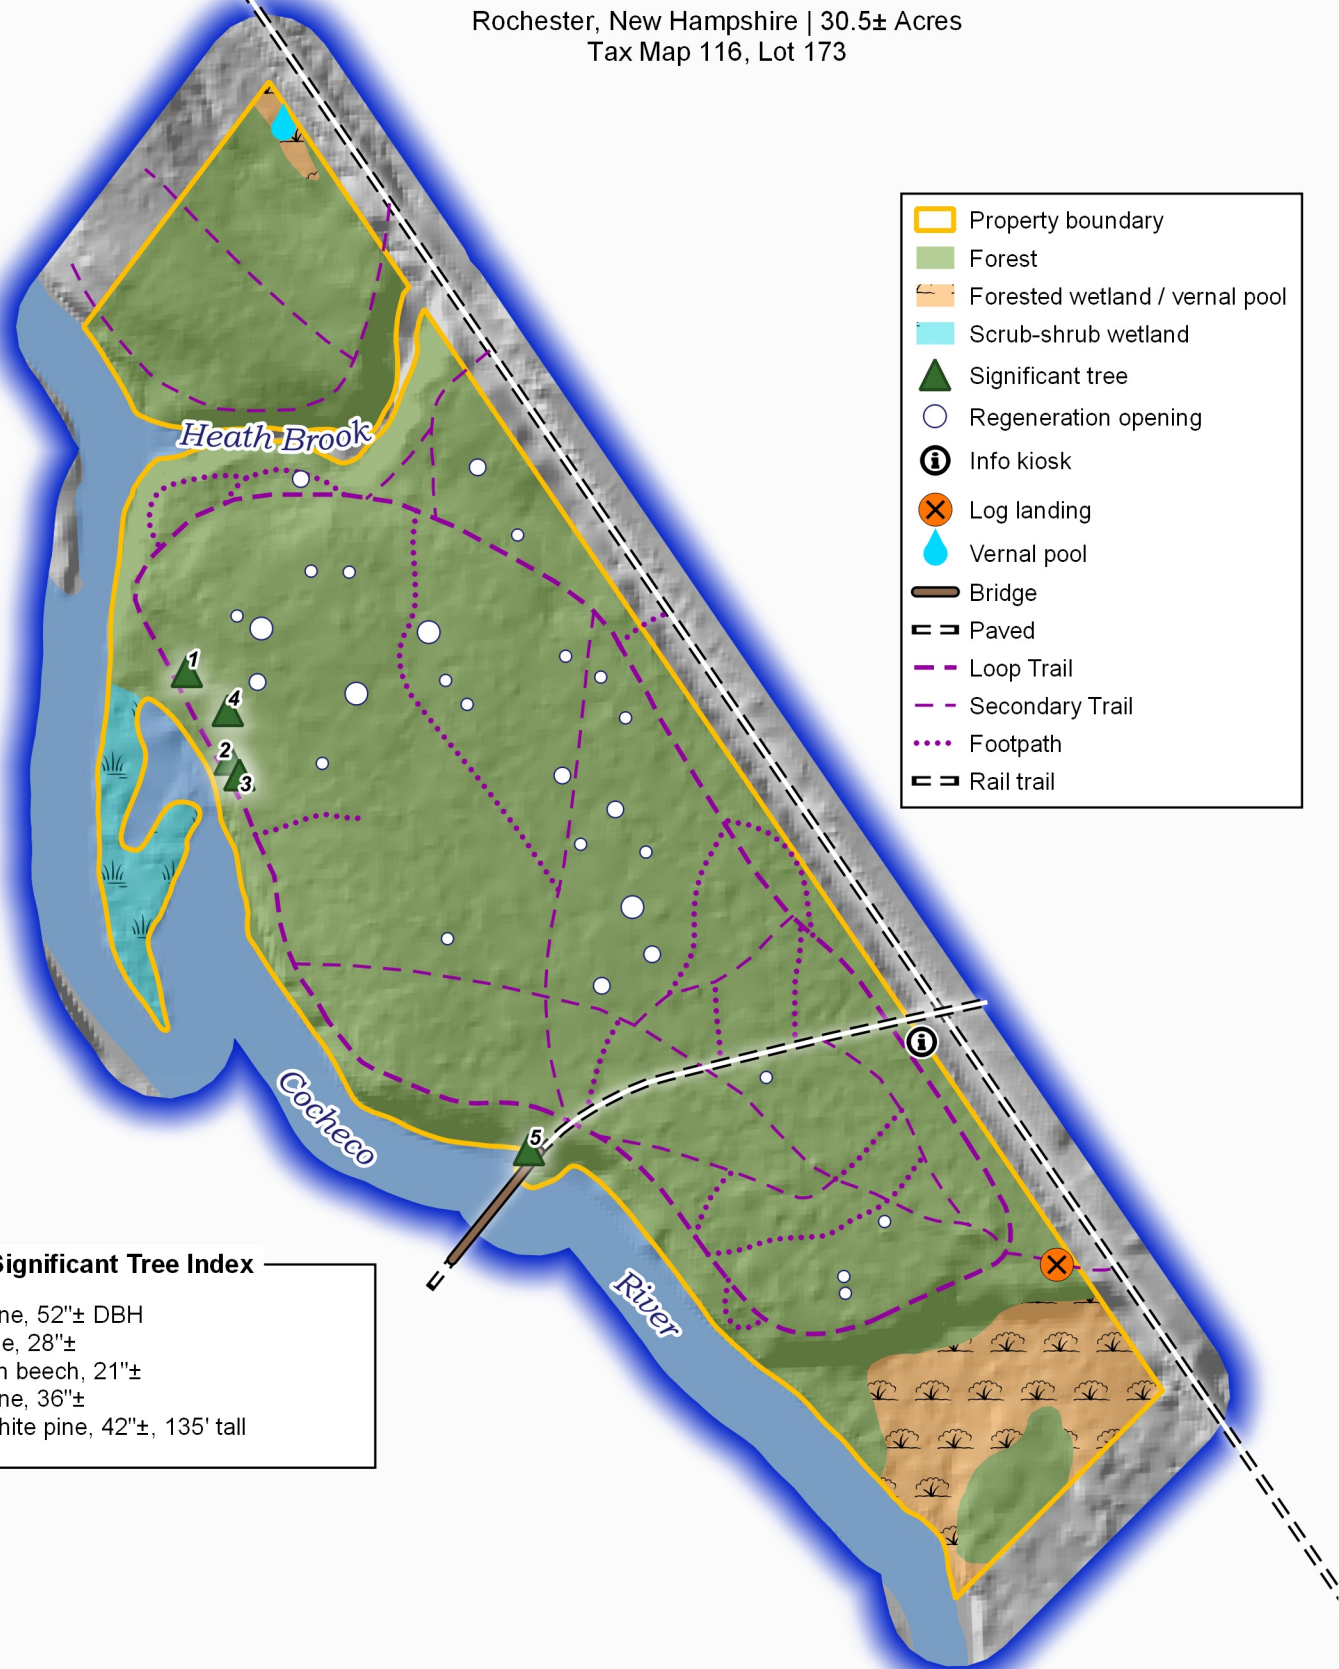 Rochester, New Hampshire | 30.5± Acres
Tax Map 116, Lot 173
Property boundary
Forest
Forested wetland / vernal pool
Scrub-shrub wetland
Significant tree
Regeneration opening
Info kiosk
Log landing
Vernal pool
Bridge
Paved
Loop Trail
Secondary Trail
Footpath
Rail trail
Heath Brook
1
4
2
3
Cocheco
5
River
Significant Tree Index
52"± DBH
28"±
beech, 21"±
36"±
pine, 42"±, 135' tall